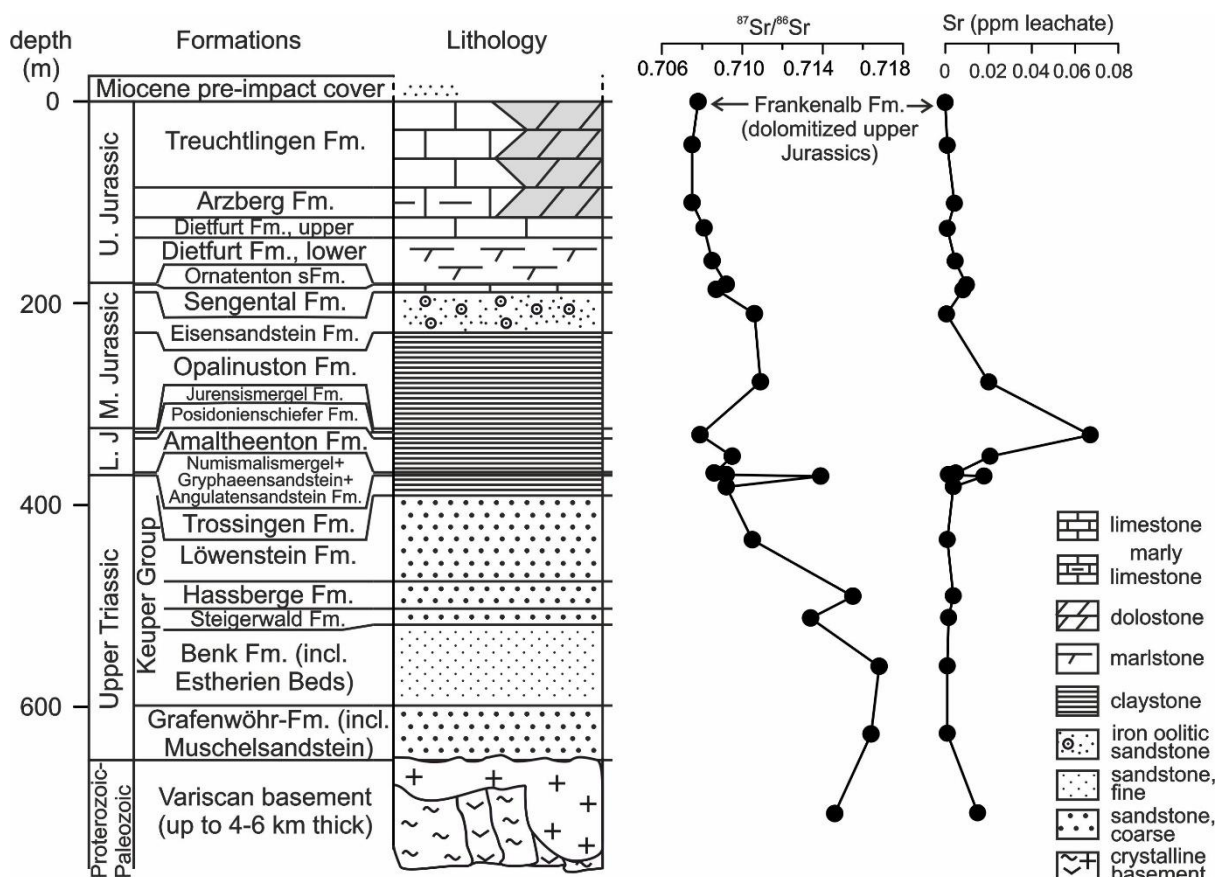 depth
(m)
Formations
Lithology
⁸⁷Sr/⁸⁶Sr
0.706
0.710
0.714
0.718
Sr (ppm leachate)
0
0.02
0.04
0.06
0.08
Miocene pre-impact cover
0
200
400
600
U. Jurassic
M. Jurassic
L. J
Upper Triassic
Keuper Group
Proterozoic-
Paleozoic
Treuchtlingen Fm.
Arzberg Fm.
Dietfurt Fm., upper
Dietfurt Fm., lower
Ornatenton sFm.
Sengental Fm.
Eisensandstein Fm.
Opalinuston Fm.
Jurensismergel Fm.
Posidonienschiefer Fm.
Amaltheenton Fm.
Numismalismergel+
Gryphaeensandstein+
Angulatensandstein Fm.
Trossingen Fm.
Löwenstein Fm.
Hassberge Fm.
Steigerwald Fm.
Benk Fm. (incl.
Estherien Beds)
Grafenwöhr-Fm. (incl.
Muschelsandstein)
Variscan basement
(up to 4-6 km thick)
Frankenalb Fm.
(dolomitized upper
Jurassics)
limestone
marly
limestone
dolostone
marlstone
claystone
iron oolitic
sandstone
sandstone,
fine
sandstone,
coarse
crystalline
basement